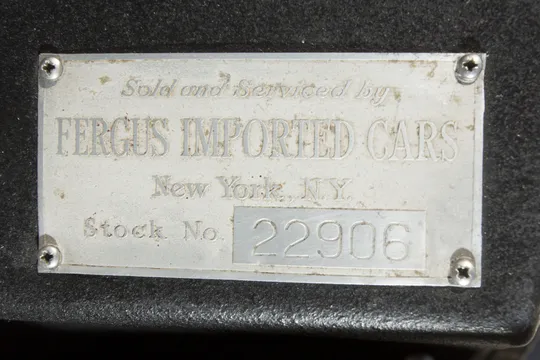 Sold and Serviced by
FERGUS IMPORTED CARS
New York, N.Y.
Stock No. 22906